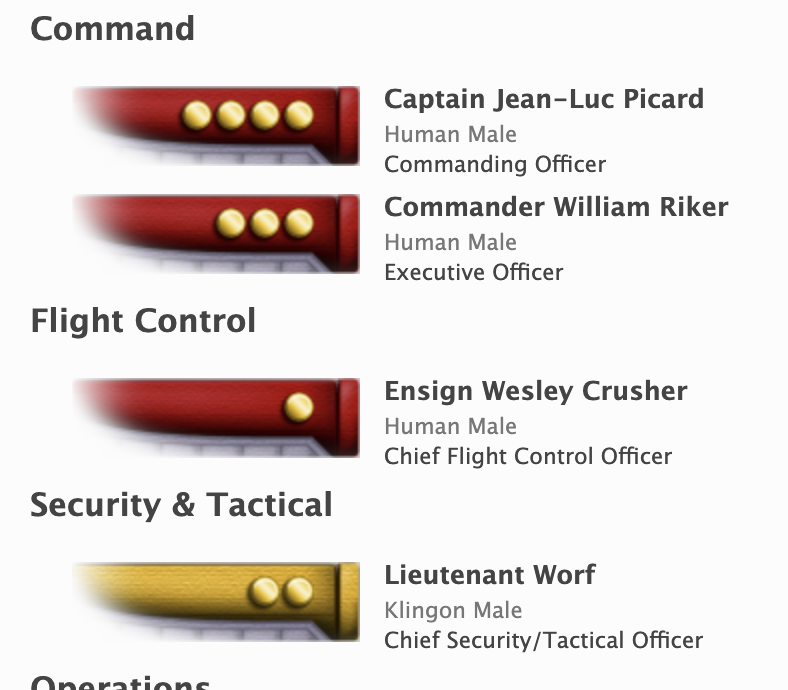 Command
Captain Jean-Luc Picard
Human Male
Commanding Officer
Commander William Riker
Human Male
Executive Officer
Flight Control
Ensign Wesley Crusher
Human Male
Chief Flight Control Officer
Security & Tactical
Lieutenant Worf
Klingon Male
Chief Security/Tactical Officer
Operations